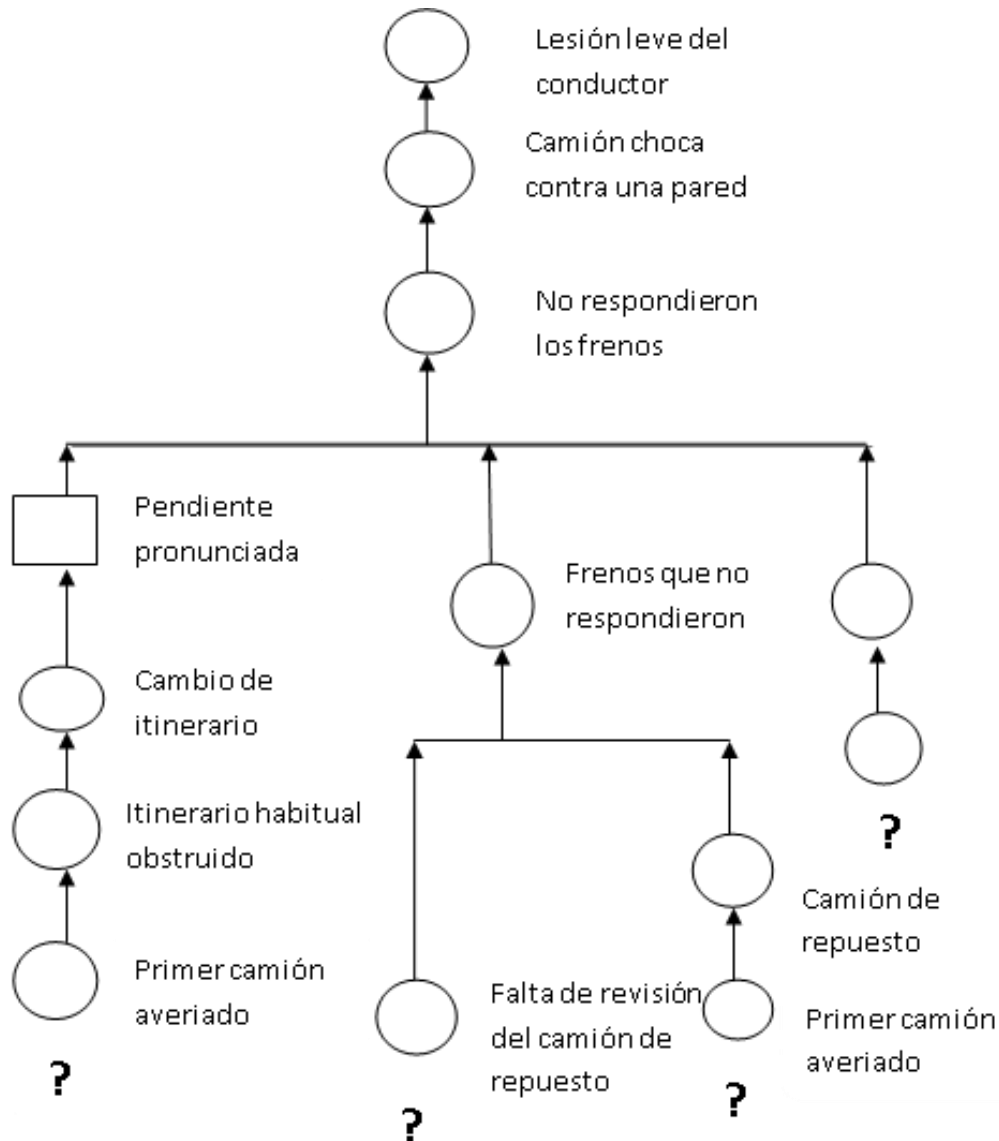 Lesión leve del
conductor
Camión choca
contra una pared
No respondieron
los frenos
Pendiente
pronunciada
Frenos que no
respondieron
Cambio de
itinerario
Itinerario habitual
obstruido
?
Camión de
repuesto
Primer camión
averiado
?
Falta de revisión
del camión de
repuesto
?
Primer camión
averiado
?